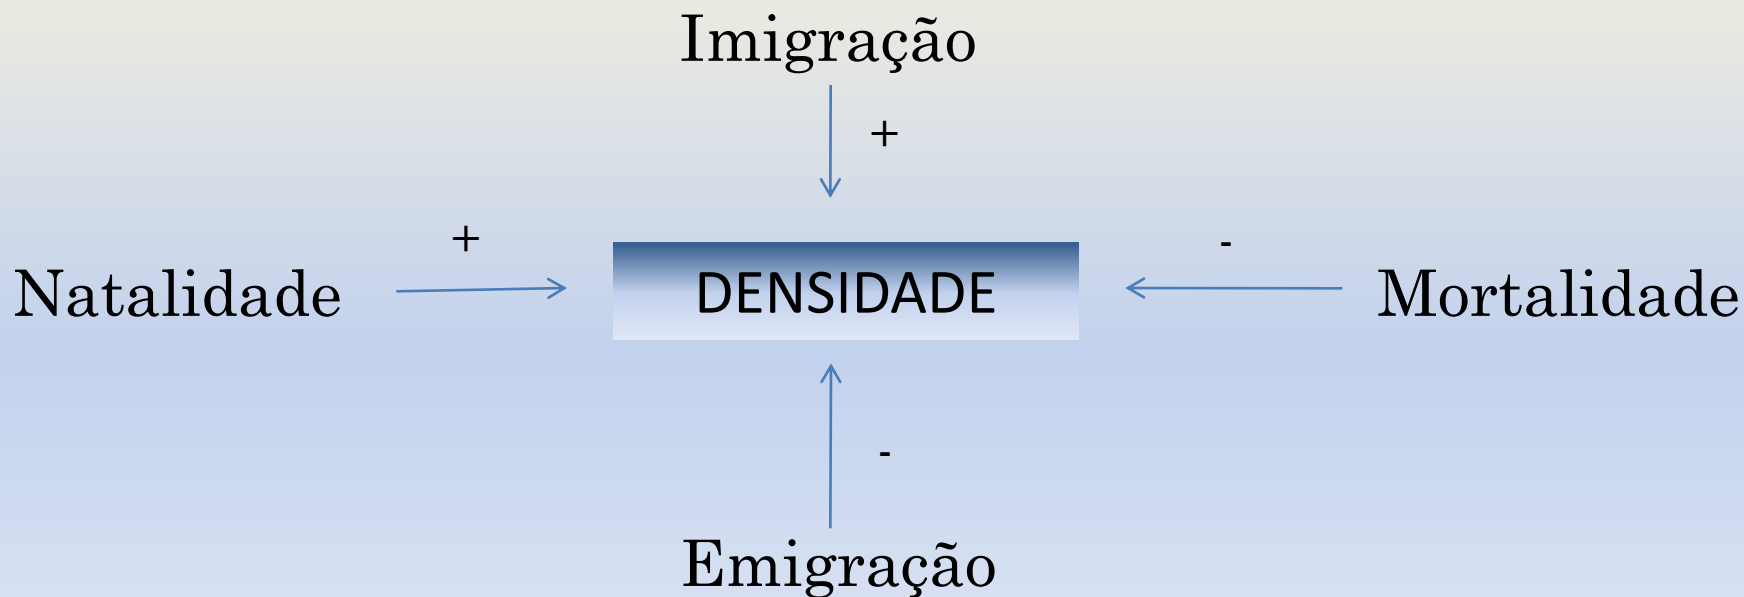 Imigração
+
+
-
Natalidade
DENSIDADE
Mortalidade
-
Emigração